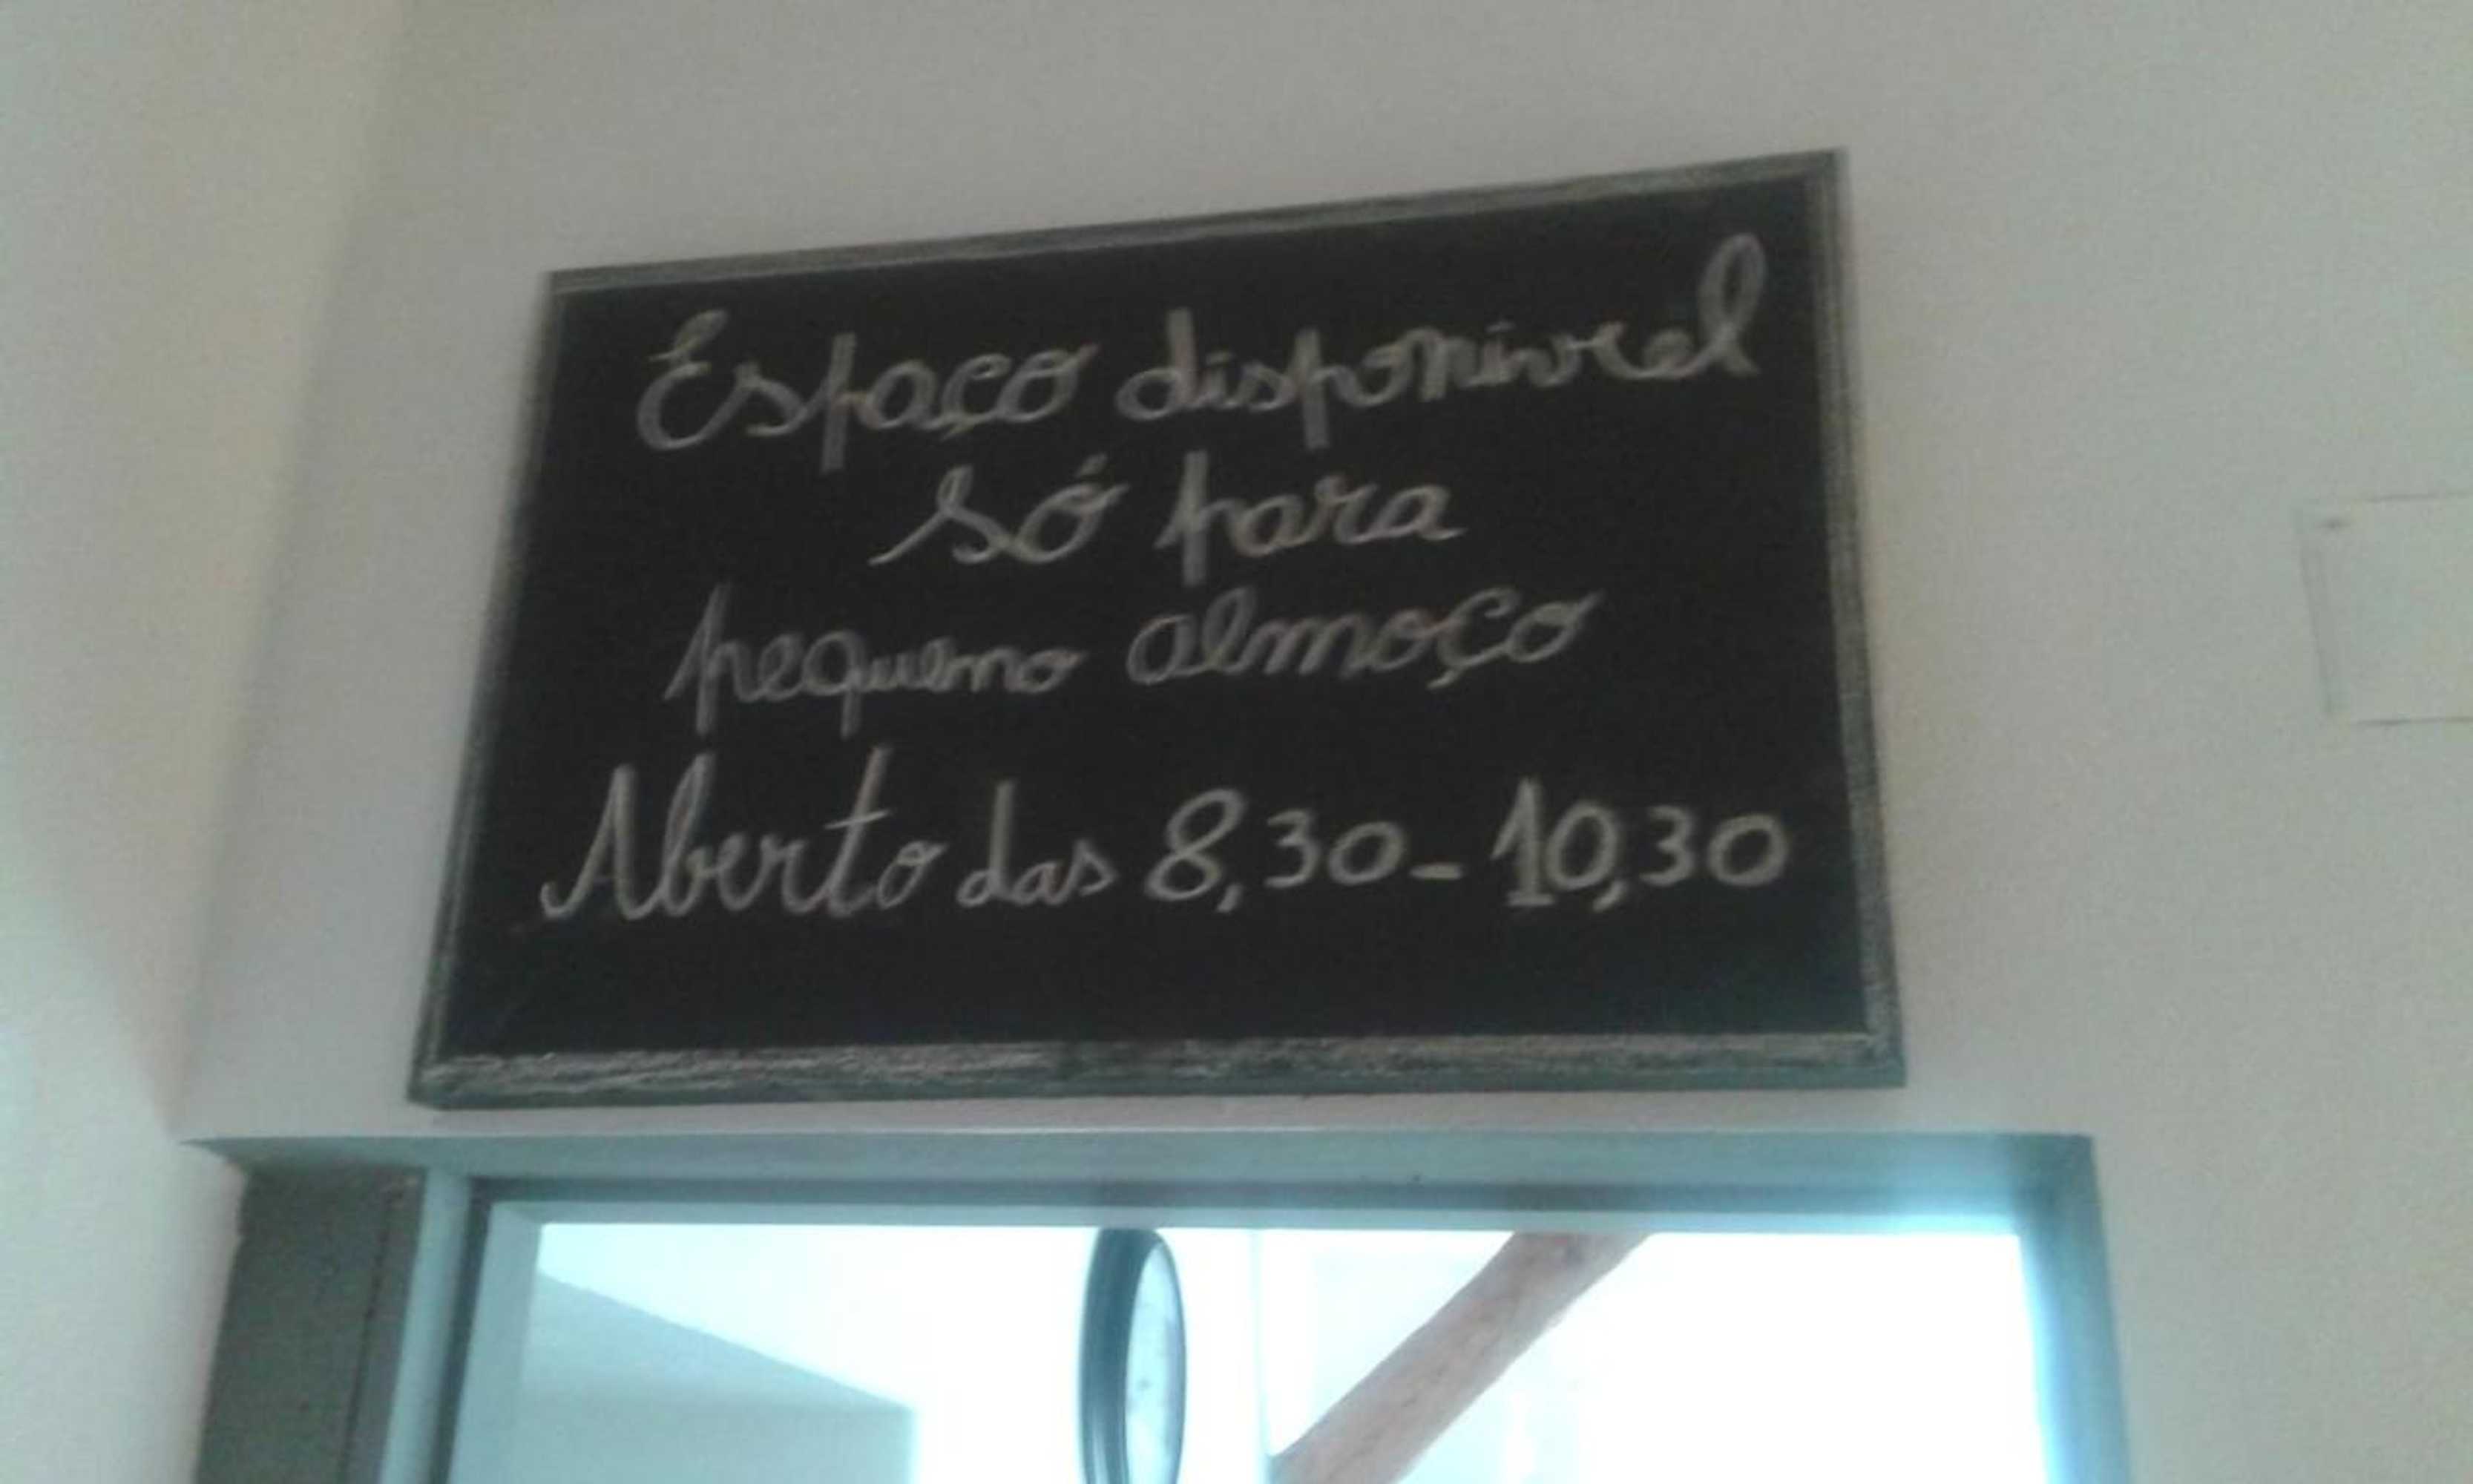 Espaço disponível
só para
pequeno almoço
Aberto das 8,30-10,30